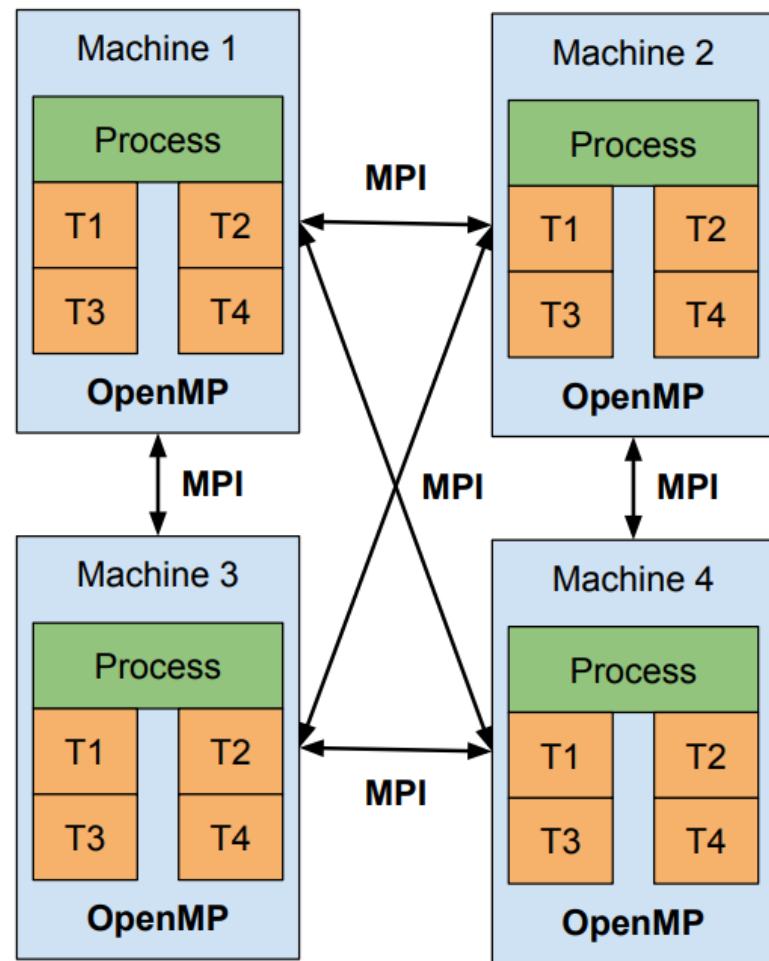 Machine 1
Process
T1
T2
T3
T4
OpenMP
MPI
Machine 2
Process
T1
T2
T3
T4
OpenMP
MPI
MPI
MPI
Machine 3
Process
T1
T2
T3
T4
OpenMP
MPI
Machine 4
Process
T1
T2
T3
T4
OpenMP